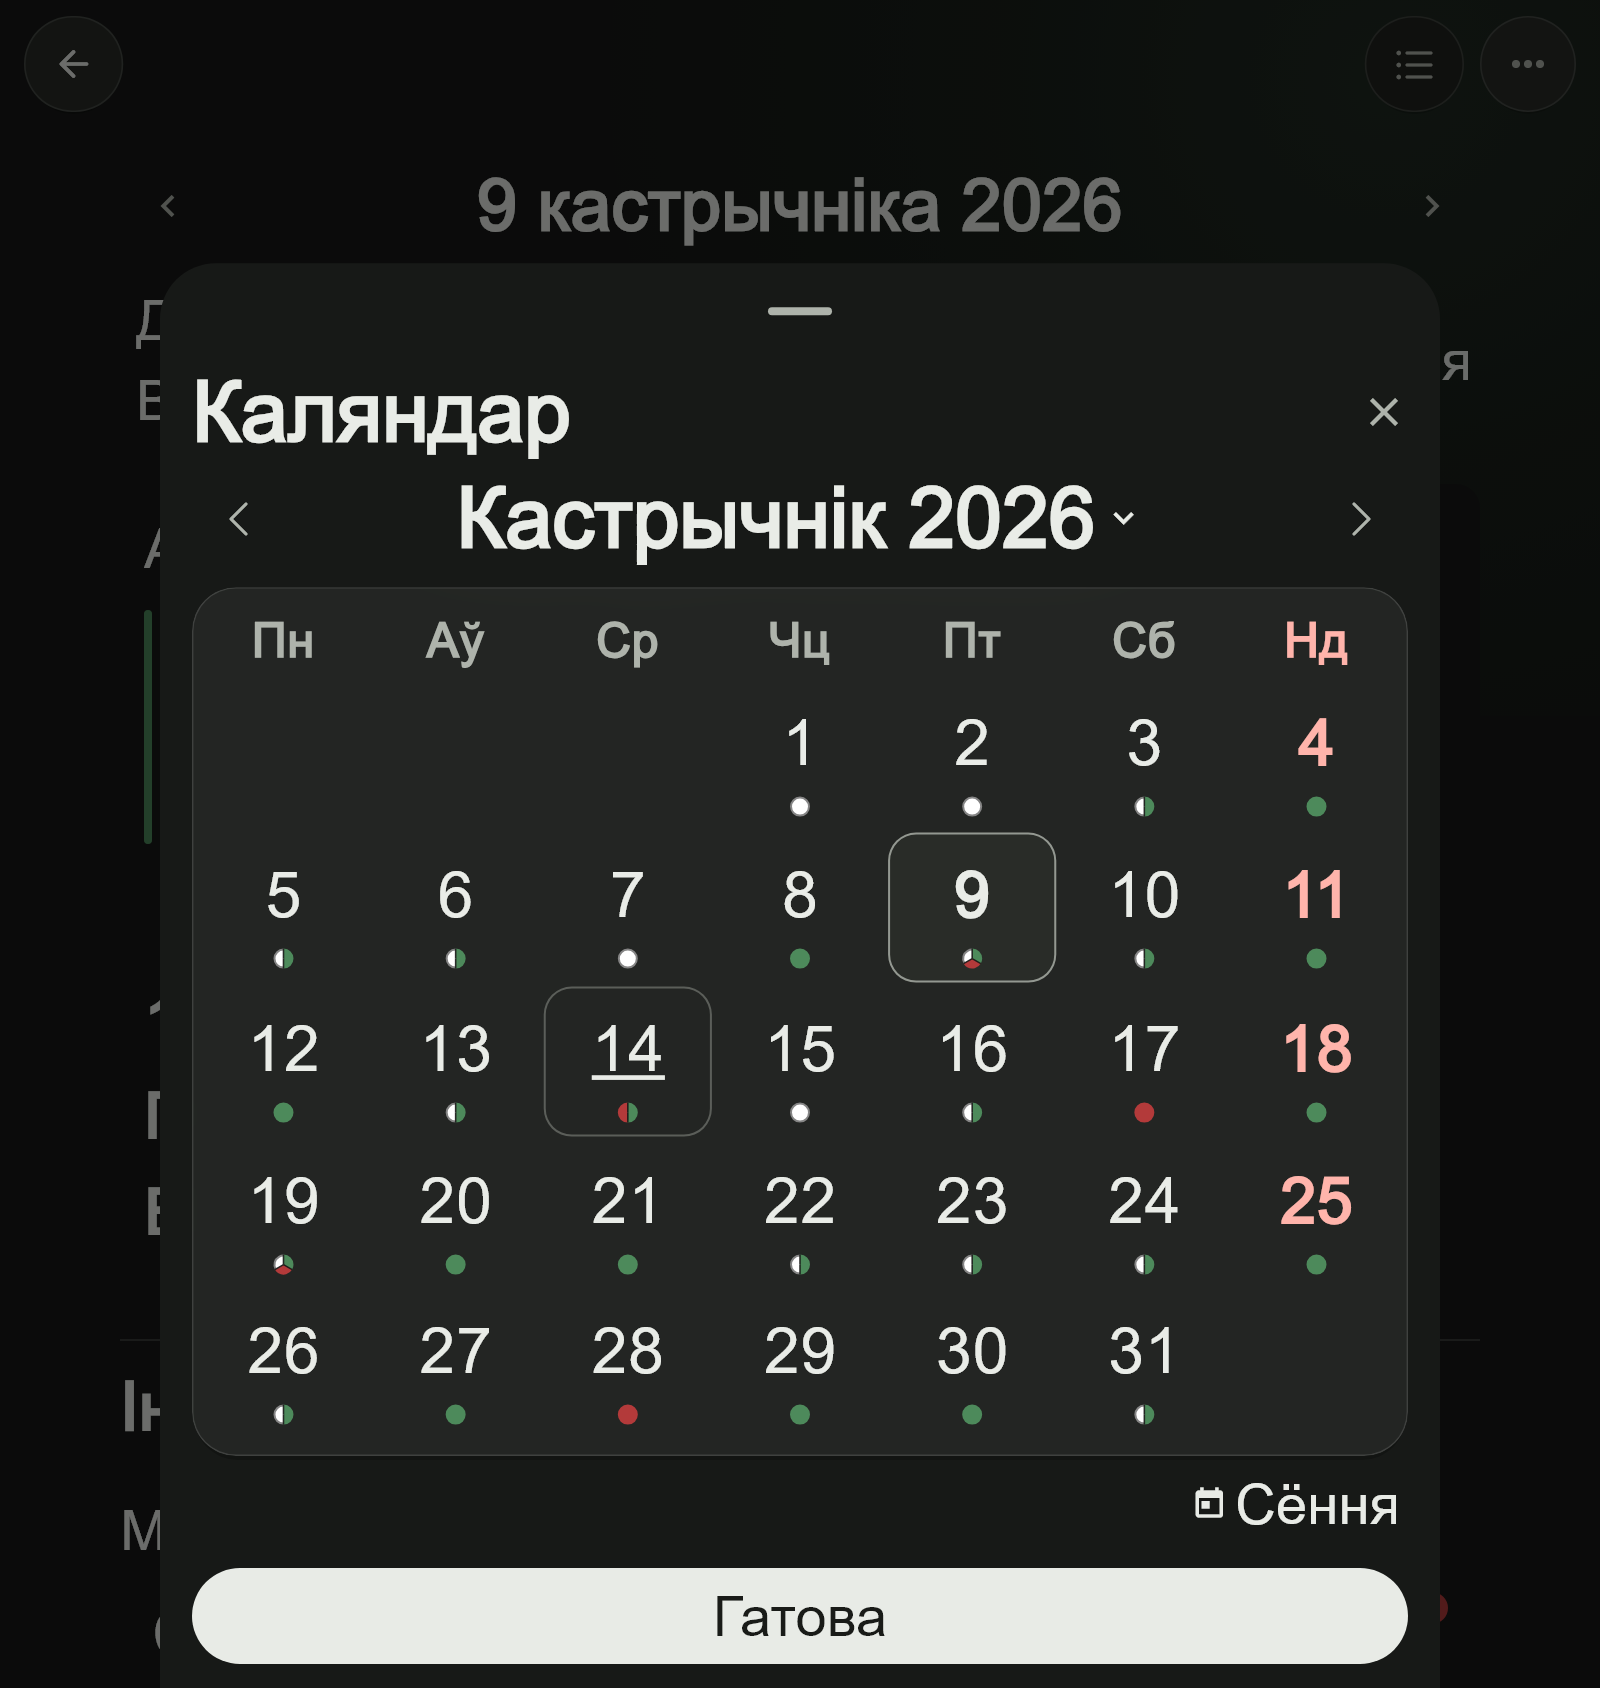 9 кастрычніка 2026
я
Каляндар
Кастрычнік 2026
Пн Аў Ср Чц Пт Сб Нд
1 2 3 4
5 6 7 8 9 10 11
12 13 14 15 16 17 18
19 20 21 22 23 24 25
26 27 28 29 30 31
Сёння
Гатова